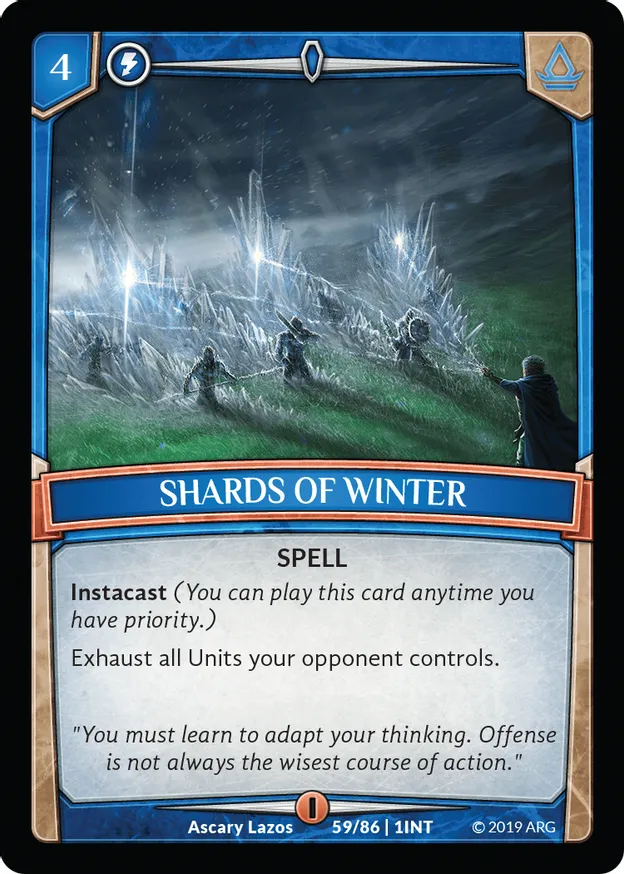 4
SHARDS OF WINTER
SPELL
Instacast (You can play this card anytime you
have priority.)
Exhaust all Units your opponent controls.
"You must learn to adapt your thinking. Offense
is not always the wisest course of action."
I
Ascary Lazos 59/86 | 1INT © 2019 ARG